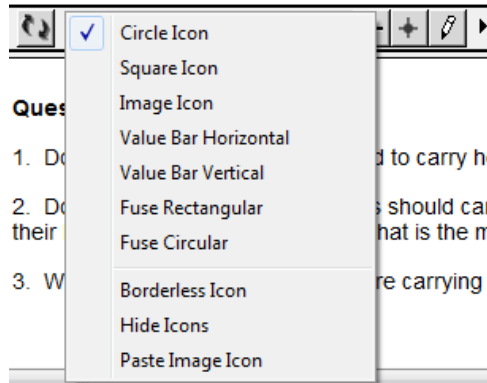 Circle Icon
Square Icon
Ques
Image Icon
Value Bar Horizontal
1. Do d to carry h
Value Bar Vertical
2. Do Fuse Rectangular s should car
their Fuse Circular hat is the m
3. W Borderless Icon re carrying
Hide Icons
Paste Image Icon